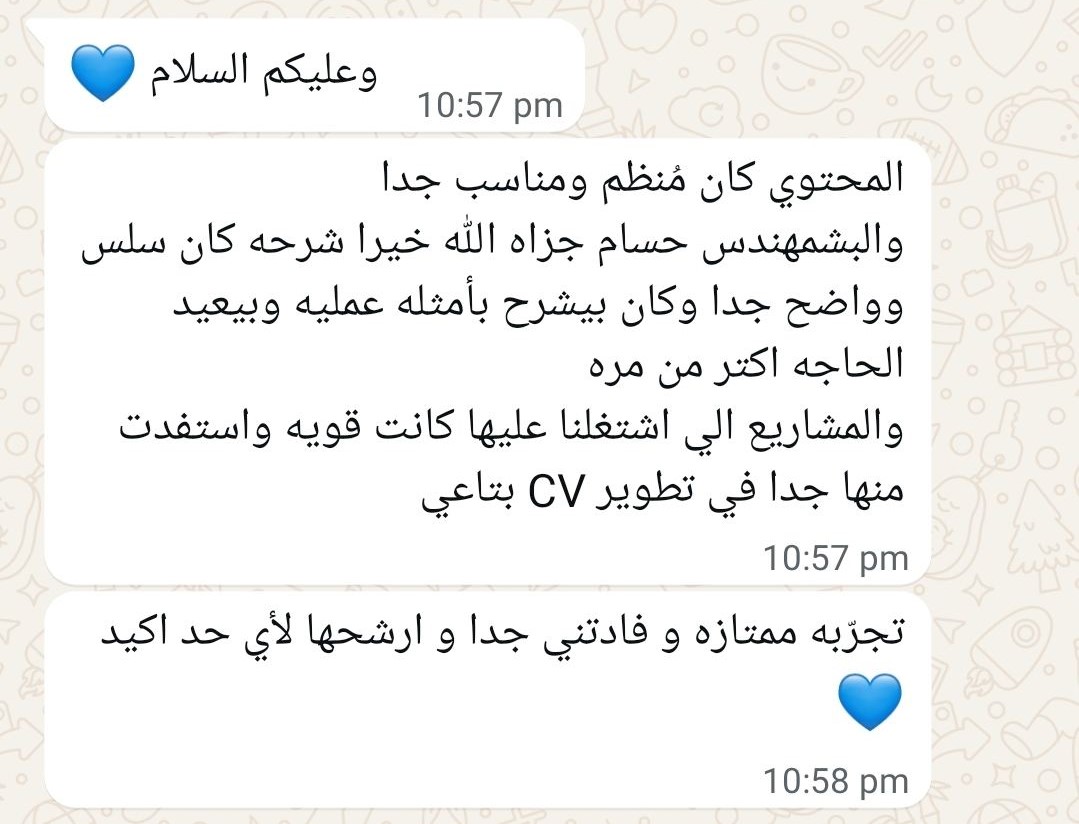 وعليكم السلام 💙
10:57 pm
المحتوي كان مُنظم ومناسب جدا
والبشمهندس حسام جزاه الله خيرا شرحه كان سلس
وواضح جدا وكان بيشرح بأمثله عمليه وبيعيد
الحاجه اكتر من مره
والمشاريع الي اشتغلنا عليها كانت قويه واستفدت
منها جدا في تطوير CV بتاعي
10:57 pm
تجرّبه ممتازه و فادتني جدا و ارشحها لأي حد اكيد
💙
10:58 pm